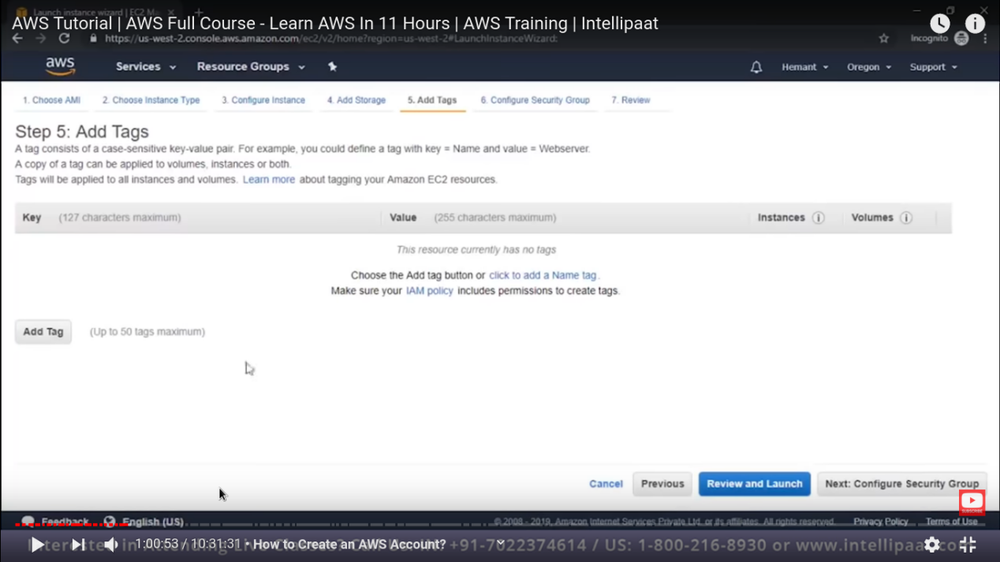 Launch instance wizard | EC2 M
AWS Tutorial | AWS Full Course - Learn AWS In 11 Hours | AWS Training | Intellipaat
https://us-west-2.console.aws.amazon.com/ec2/v2/home?region=us-west-2#LaunchInstanceWizard:
Incognito
aws Services Resource Groups Hemant Oregon Support
1. Choose AMI 2. Choose Instance Type 3. Configure Instance 4. Add Storage 5. Add Tags 6. Configure Security Group 7. Review
Step 5: Add Tags
A tag consists of a case-sensitive key-value pair. For example, you could define a tag with key = Name and value = Webserver.
A copy of a tag can be applied to volumes, instances or both.
Tags will be applied to all instances and volumes. Learn more about tagging your Amazon EC2 resources.
Key (127 characters maximum) Value (255 characters maximum) Instances i Volumes i
This resource currently has no tags
Choose the Add tag button or click to add a Name tag.
Make sure your IAM policy includes permissions to create tags.
Add Tag (Up to 50 tags maximum)
Cancel Previous Review and Launch Next: Configure Security Group
SUBSCRIBE
Feedback English (US) © 2008 - 2019, Amazon Internet Services Private Ltd. or its affiliates. All rights reserved. Privacy Policy Terms of Use
1:00:53 / 10:31:31 • How to Create an AWS Account?
Interested in +91-7022374614 / US: 1-800-216-8930 or www.intellipaat.com